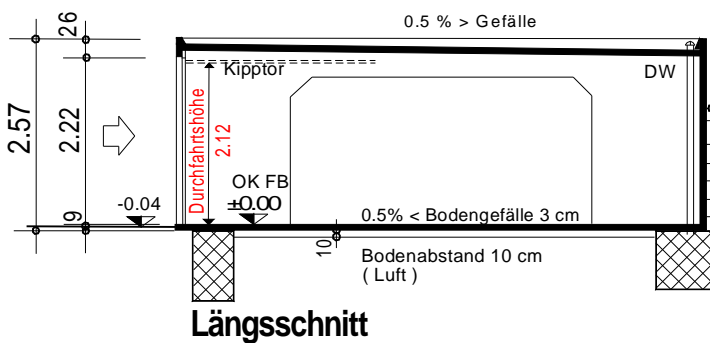 26
0.5 % > Gefälle
Kipptor
DW
2.57
2.22
Durchfahrtshöhe
2.12
OK FB
±0.00
-0.04
9
0.5% < Bodengefälle 3 cm
10
Bodenabstand 10 cm
( Luft )
Längsschnitt